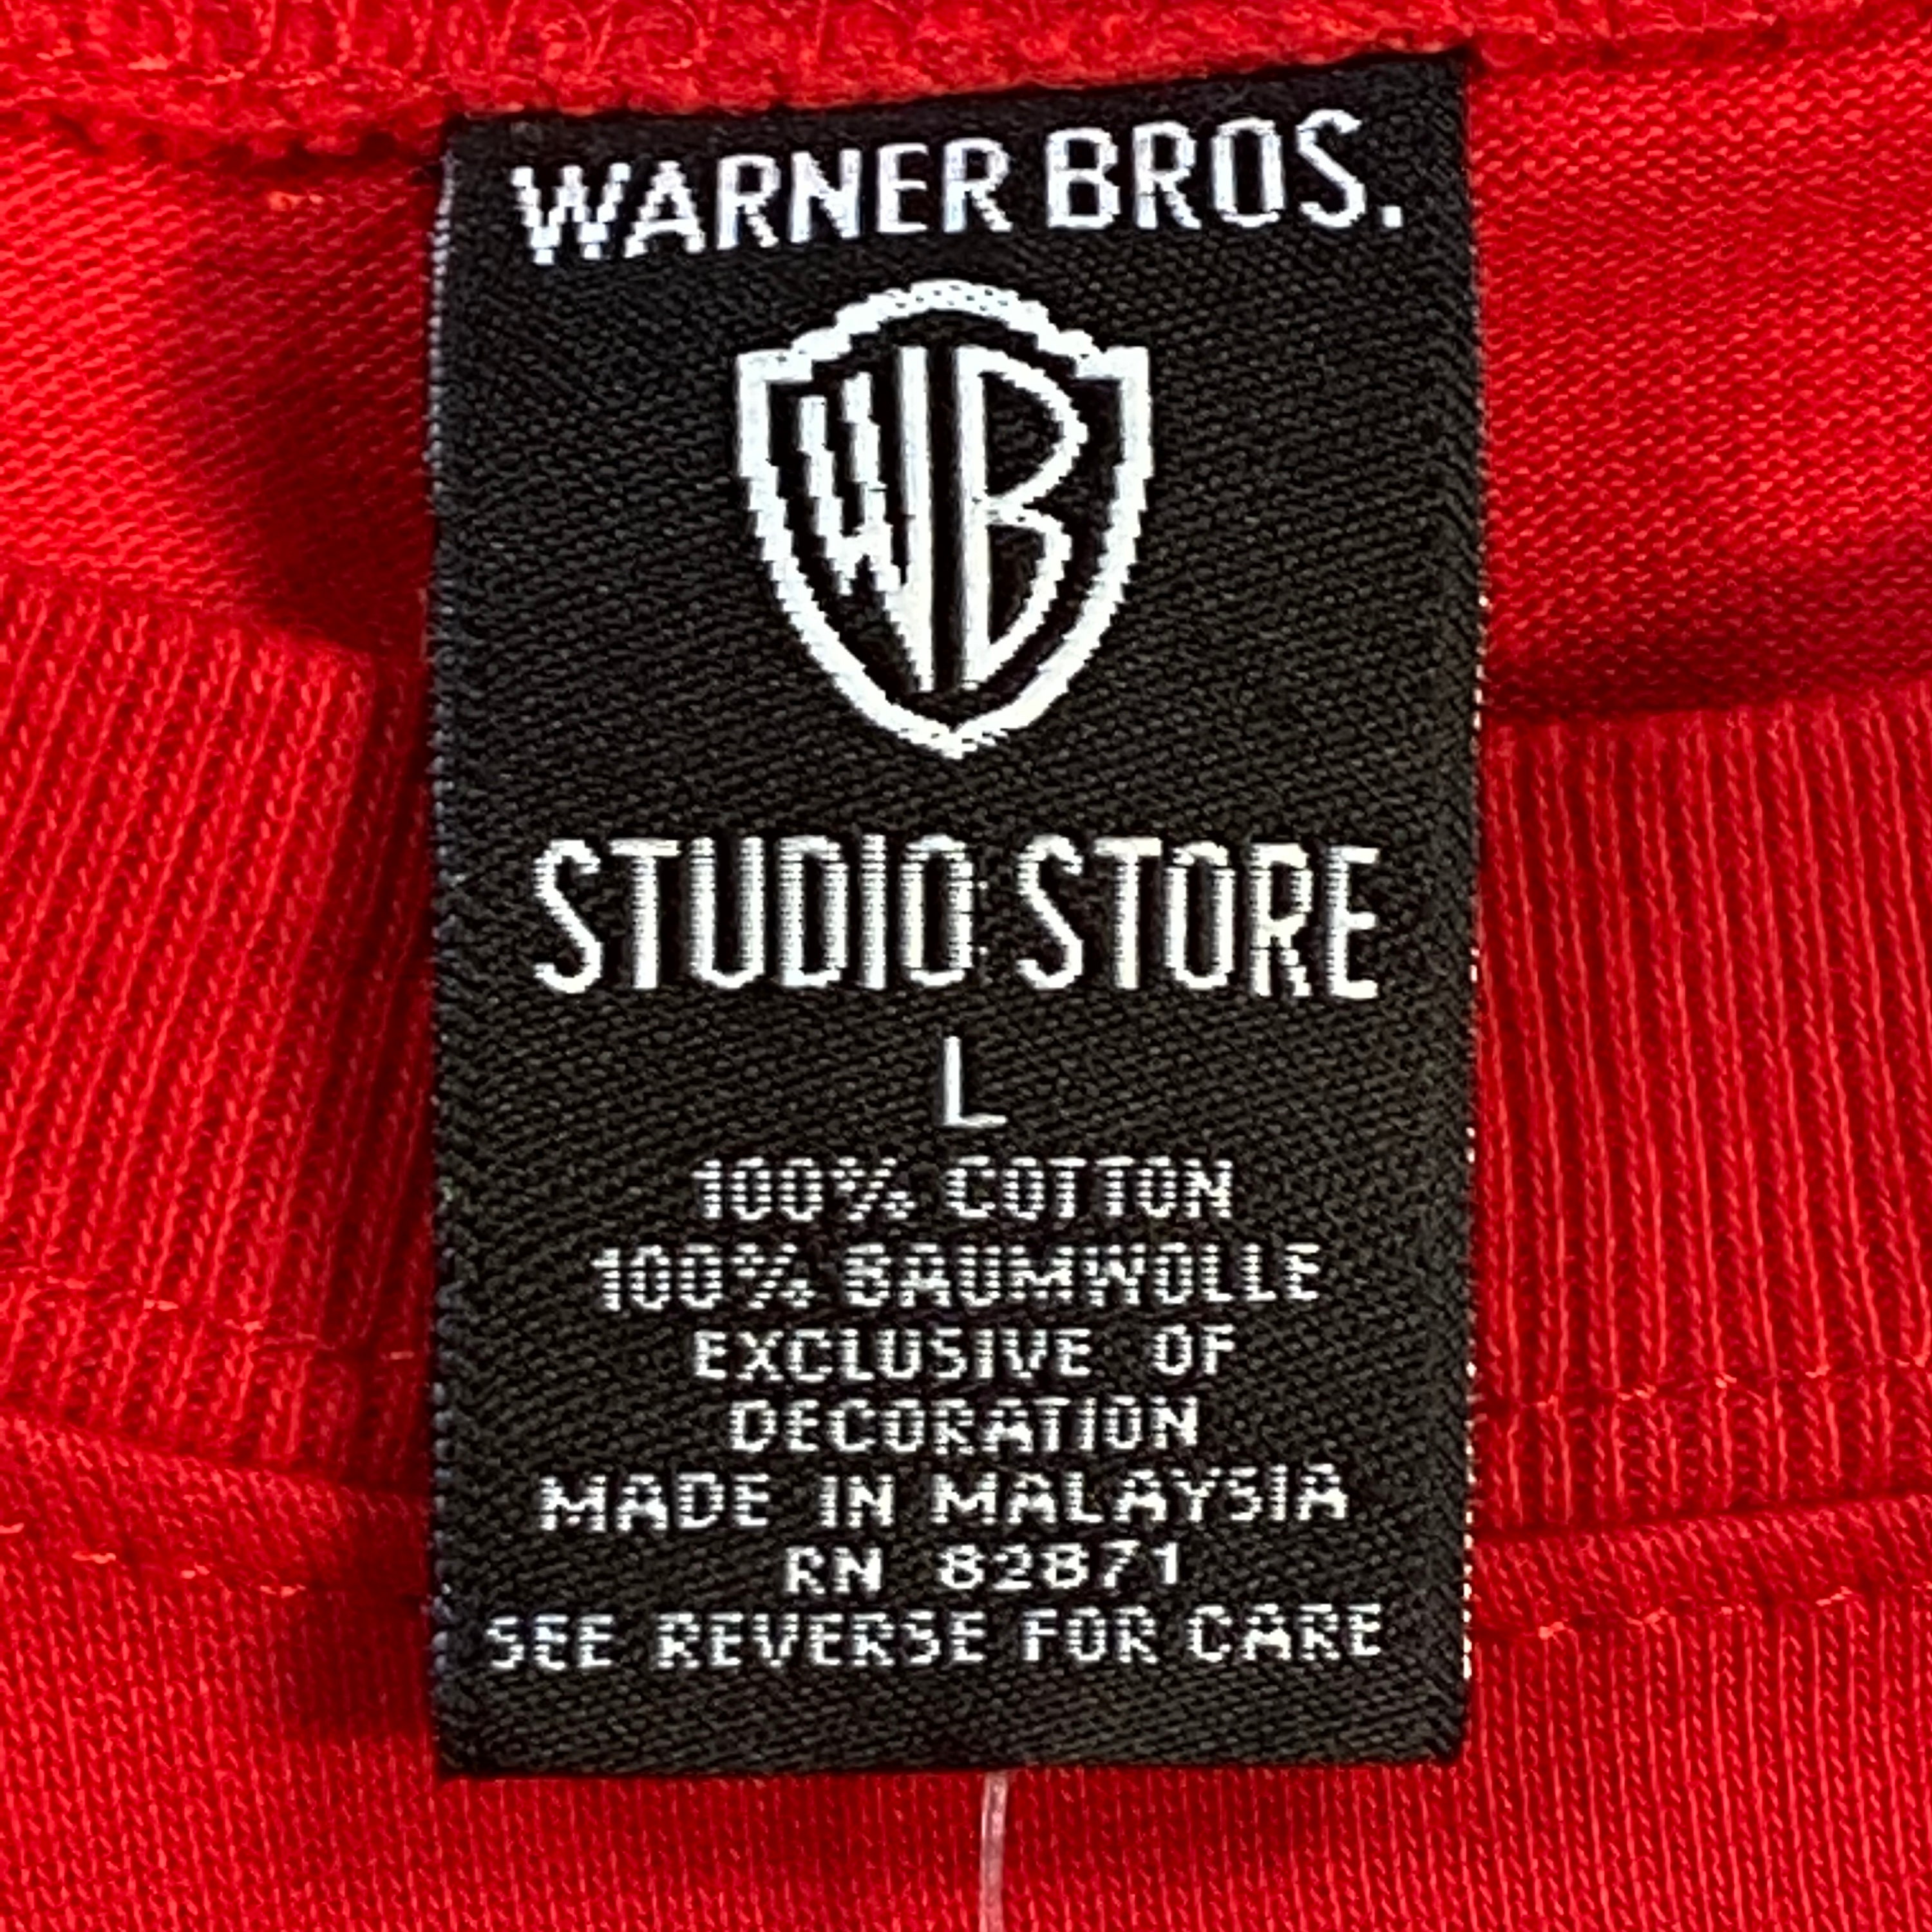 WARNER BROS.
WB
STUDIO STORE
L
100% COTTON
100% BAUMWOLLE
EXCLUSIVE OF
DECORATION
MADE IN MALAYSIA
RN 82871
SEE REVERSE FOR CARE